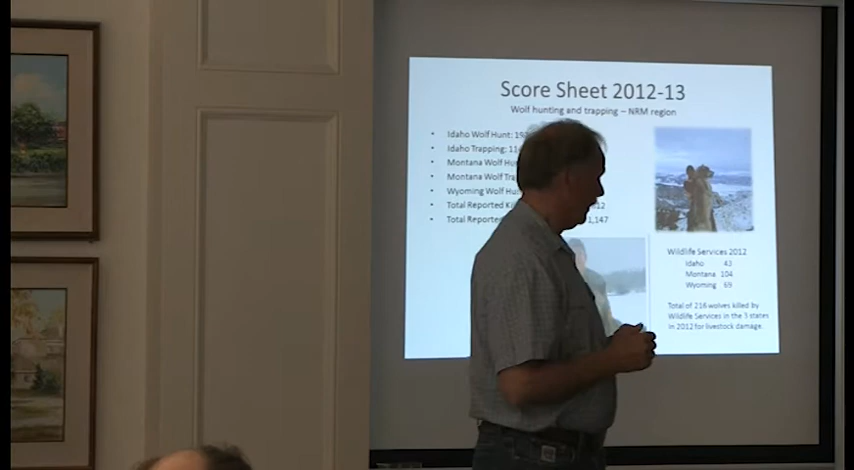 Score Sheet 2012-13
Wolf hunting and trapping – NRM region
• Idaho Wolf Hunt:
• Idaho Trapping:
• Montana Wolf
• Montana Wolf
• Wyoming Wolf
• Total Reported
• Total 1,147
Wildlife Services 2012
Idaho 43
Montana 104
Wyoming 69
Total of 216 wolves killed by
Wildlife Services in the 3 states
in 2012 for livestock damage.